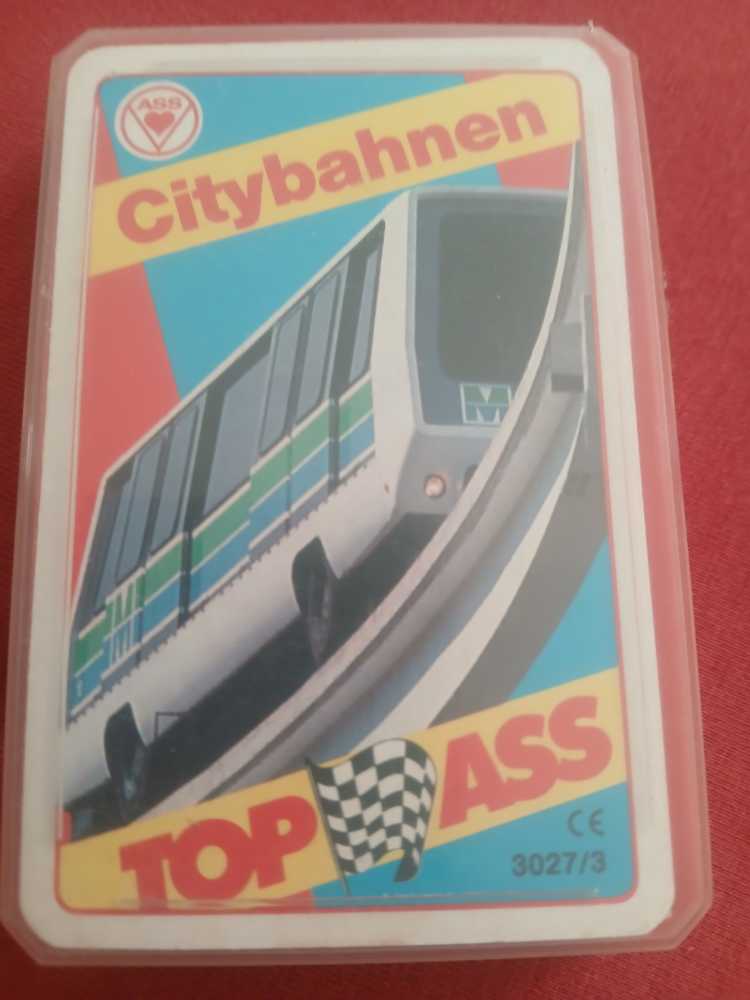 ASS
Citybahnen
M
M
TOP ASS
CE
3027/3